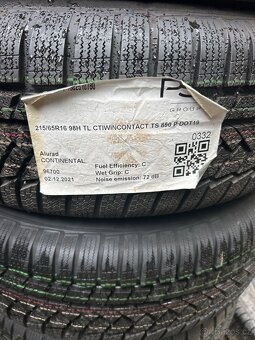 PS
GROUP
0332
215/65R16 98H TL CTIWINCONTACT TS 850 P DOT19
Alurad
CONTINENTAL
Fuel Efficiency: C
94700
Wet Grip: C
02.12.2021
Noise emission: 72 dB